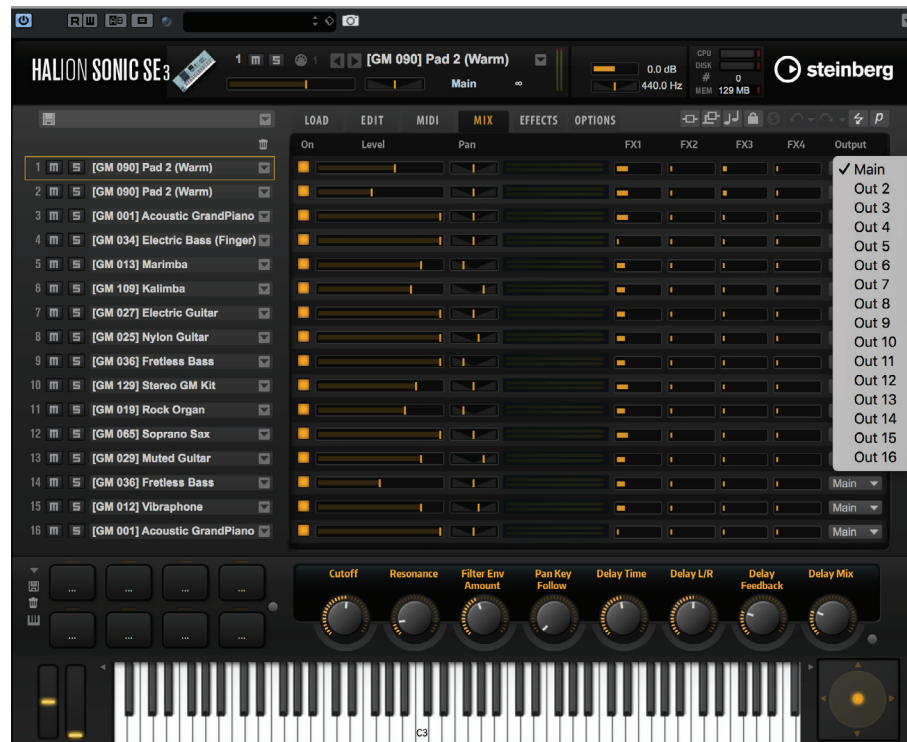 R W
HALION SONIC SE 3
1 m S 1 [GM 090] Pad 2 (Warm)
Main ∞
0.0 dB
440.0 Hz
CPU
DISK
# 0
MEM 129 MB
steinberg
LOAD EDIT MIDI MIX EFFECTS OPTIONS S p
On Level Pan FX1 FX2 FX3 FX4 Output
1 m S [GM 090] Pad 2 (Warm)
2 m S [GM 090] Pad 2 (Warm)
3 m S [GM 001] Acoustic GrandPiano
4 m S [GM 034] Electric Bass (Finger)
5 m S [GM 013] Marimba
6 m S [GM 109] Kalimba
7 m S [GM 027] Electric Guitar
8 m S [GM 025] Nylon Guitar
9 m S [GM 036] Fretless Bass
10 m S [GM 129] Stereo GM Kit
11 m S [GM 019] Rock Organ
12 m S [GM 065] Soprano Sax
13 m S [GM 029] Muted Guitar
14 m S [GM 036] Fretless Bass Main
15 m S [GM 012] Vibraphone Main
16 m S [GM 001] Acoustic GrandPiano Main
✓ Main
Out 2
Out 3
Out 4
Out 5
Out 6
Out 7
Out 8
Out 9
Out 10
Out 11
Out 12
Out 13
Out 14
Out 15
Out 16
... ... ... ...
... ... ... ...
Cutoff
Resonance
Filter Env
Amount
Pan Key
Follow
Delay Time
Delay L/R
Delay
Feedback
Delay Mix
C3